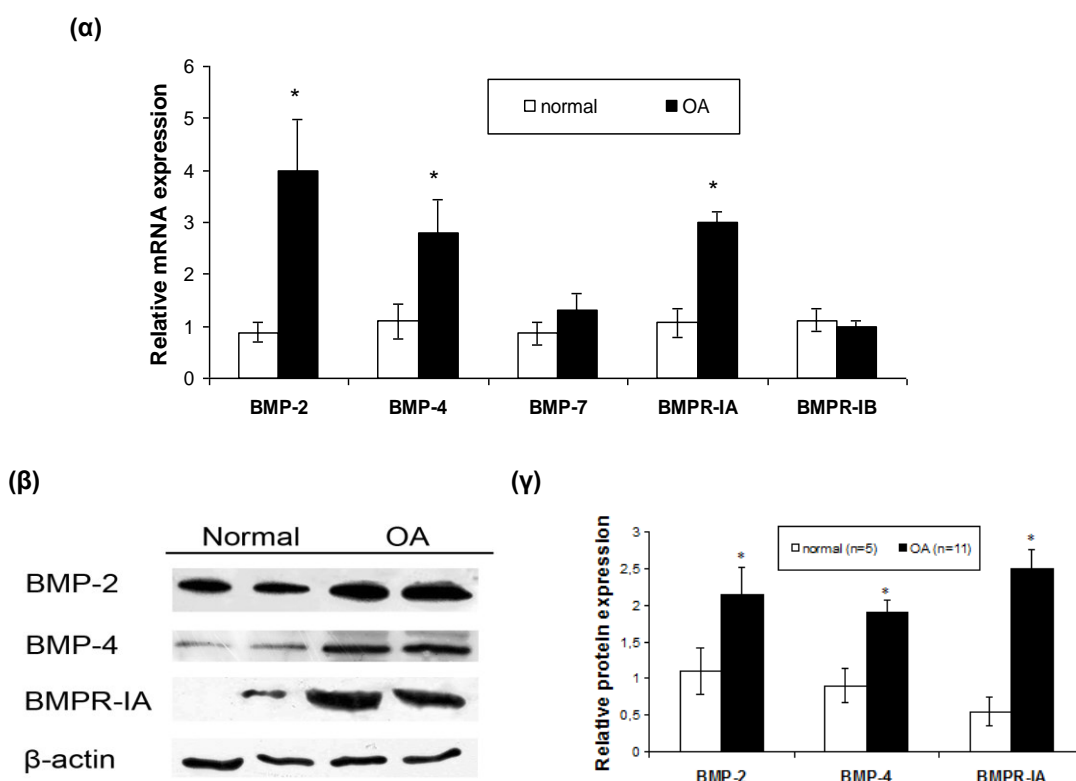 (α)
6
5
4
3
2
1
0
Relative mRNA expression
normal OA
* * *
BMP-2 BMP-4 BMP-7 BMPR-IA BMPR-IB
(β)
Normal OA
BMP-2
BMP-4
BMPR-IA
β-actin
(γ)
3
2,5
2
1,5
1
0,5
0
Relative protein expression
normal (n=5) OA (n=11)
* * *
BMP-2 BMP-4 BMPR-IA